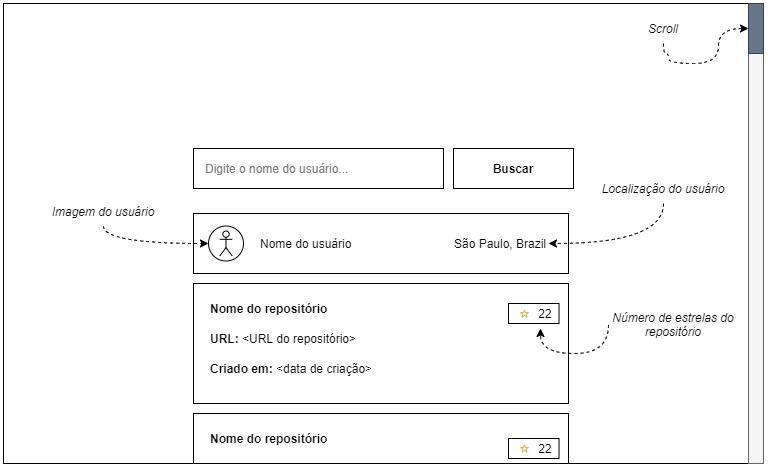 Scroll
Digite o nome do usuário...
Buscar
Localização do usuário
Imagem do usuário
Nome do usuário
São Paulo, Brazil
Nome do repositório
22
URL: <URL do repositório>
Número de estrelas do
repositório
Criado em: <data de criação>
Nome do repositório
22